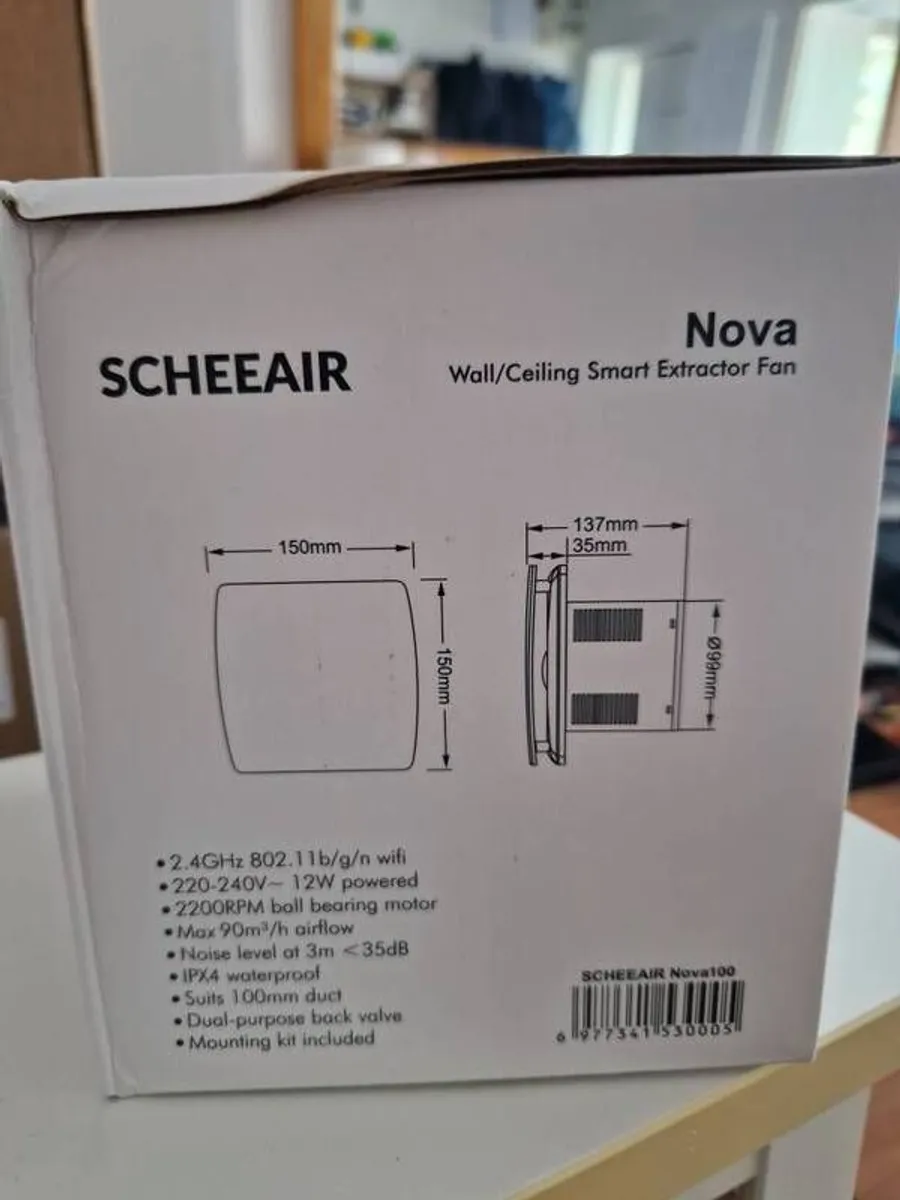 SCHEEAIR
Nova
Wall/Ceiling Smart Extractor Fan
150mm
150mm
137mm
35mm
Ø99mm
• 2.4GHz 802.11b/g/n wifi
• 220-240V~ 12W powered
• 2200RPM ball bearing motor
• Max 90m³/h airflow
• Noise level at 3m <35dB
• IPX4 waterproof
• Suits 100mm duct
• Dual-purpose back valve
• Mounting kit included
SCHEEAIR Nova100
6 977341 530005